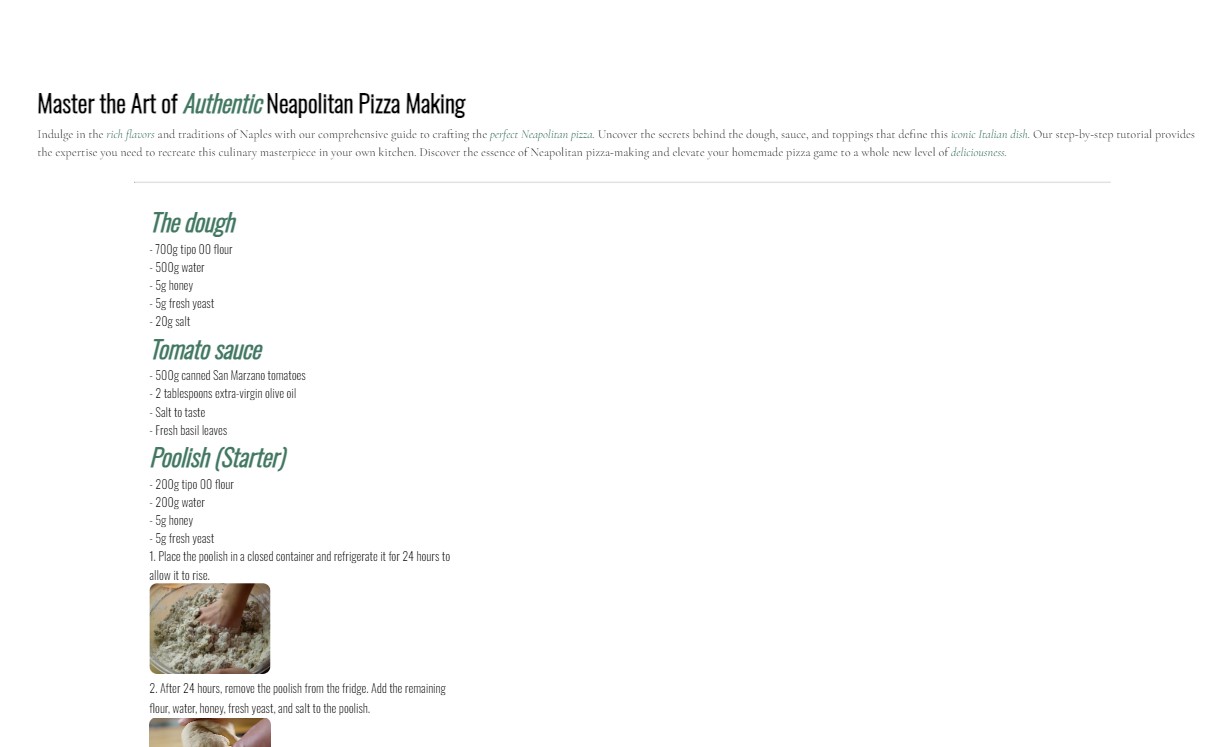 Master the Art of Authentic Neapolitan Pizza Making
Indulge in the rich flavors and traditions of Naples with our comprehensive guide to crafting the perfect Neapolitan pizza. Uncover the secrets behind the dough, sauce, and toppings that define this iconic Italian dish. Our step-by-step tutorial provides
the expertise you need to recreate this culinary masterpiece in your own kitchen. Discover the essence of Neapolitan pizza-making and elevate your homemade pizza game to a whole new level of deliciousness.
The dough
- 700g tipo 00 flour
- 500g water
- 5g honey
- 5g fresh yeast
- 20g salt
Tomato sauce
- 500g canned San Marzano tomatoes
- 2 tablespoons extra-virgin olive oil
- Salt to taste
- Fresh basil leaves
Poolish (Starter)
- 200g tipo 00 flour
- 200g water
- 5g honey
- 5g fresh yeast
1. Place the poolish in a closed container and refrigerate it for 24 hours to
allow it to rise.
2. After 24 hours, remove the poolish from the fridge. Add the remaining
flour, water, honey, fresh yeast, and salt to the poolish.